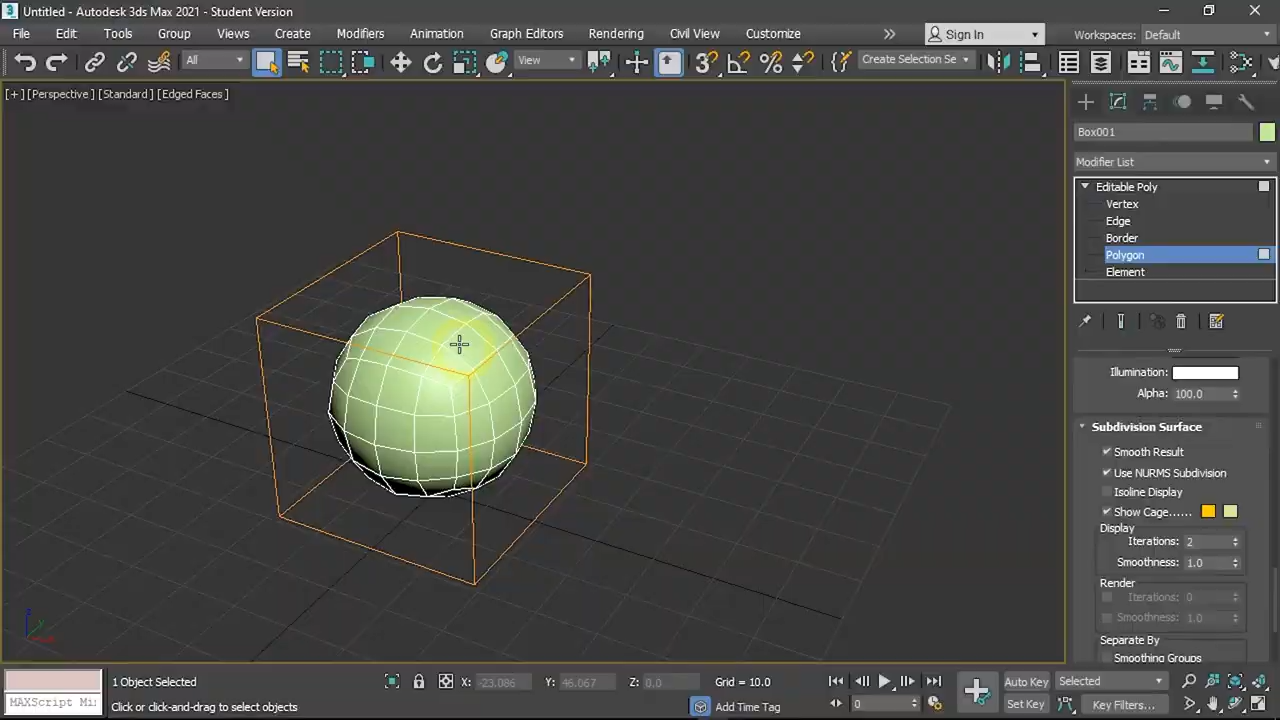 Untitled - Autodesk 3ds Max 2021 - Student Version
File Edit Tools Group Views Create Modifiers Animation Graph Editors Rendering Civil View Customize Sign In Workspaces: Default
All View Create Selection Se
[+] [Perspective ] [Standard ] [Edged Faces ]
Box001
Modifier List
Editable Poly
Vertex
Edge
Border
Polygon
Element
Illumination:
Alpha: 100.0
Subdivision Surface
Smooth Result
Use NURMS Subdivision
Isoline Display
Show Cage......
Display
Iterations: 2
Smoothness: 1.0
Render
Iterations: 0
Smoothness: 1.0
Separate By
Smoothing Groups
1 Object Selected X: -23.086 Y: 46.067 Z: 0.0 Grid = 10.0 Auto Key Selected
MAXScript Mi Click or click-and-drag to select objects Add Time Tag 0 Set Key Key Filters...